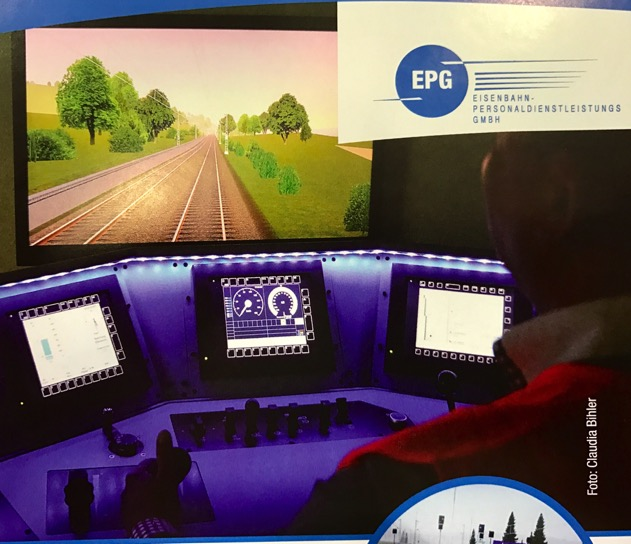 EPG
EISENBAHN-
PERSONALDIENSTLEISTUNGS
GMBH
Foto: Claudia Bihler